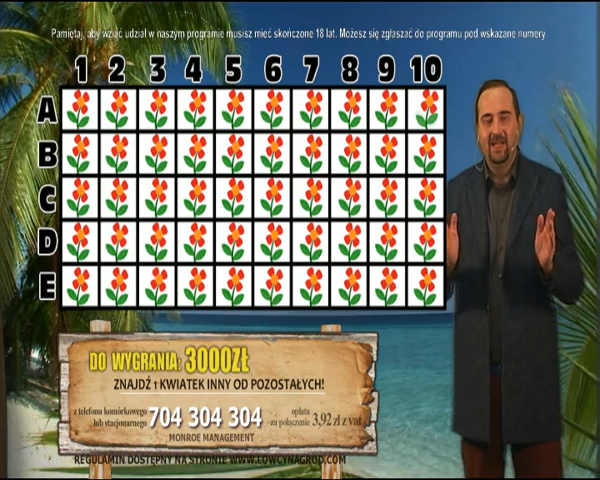 Pamiętaj, aby wziąć udział w naszym programie musisz mieć skończone 18 lat. Możesz się zgłaszać do programu pod wskazane numery
1 2 3 4 5 6 7 8 9 10
A
B
C
D
E
DO WYGRANIA: 3000ZŁ
ZNAJDŹ 1 KWIATEK INNY OD POZOSTAŁYCH!
z telefonu komórkowego lub stacjonarnego 704 304 304 opłata za połączenie 3,92 zł z vat
MONROE MANAGEMENT
REGULAMIN DOSTĘPNY NA STRONIE WWW.LOWCYNAGROD.COM